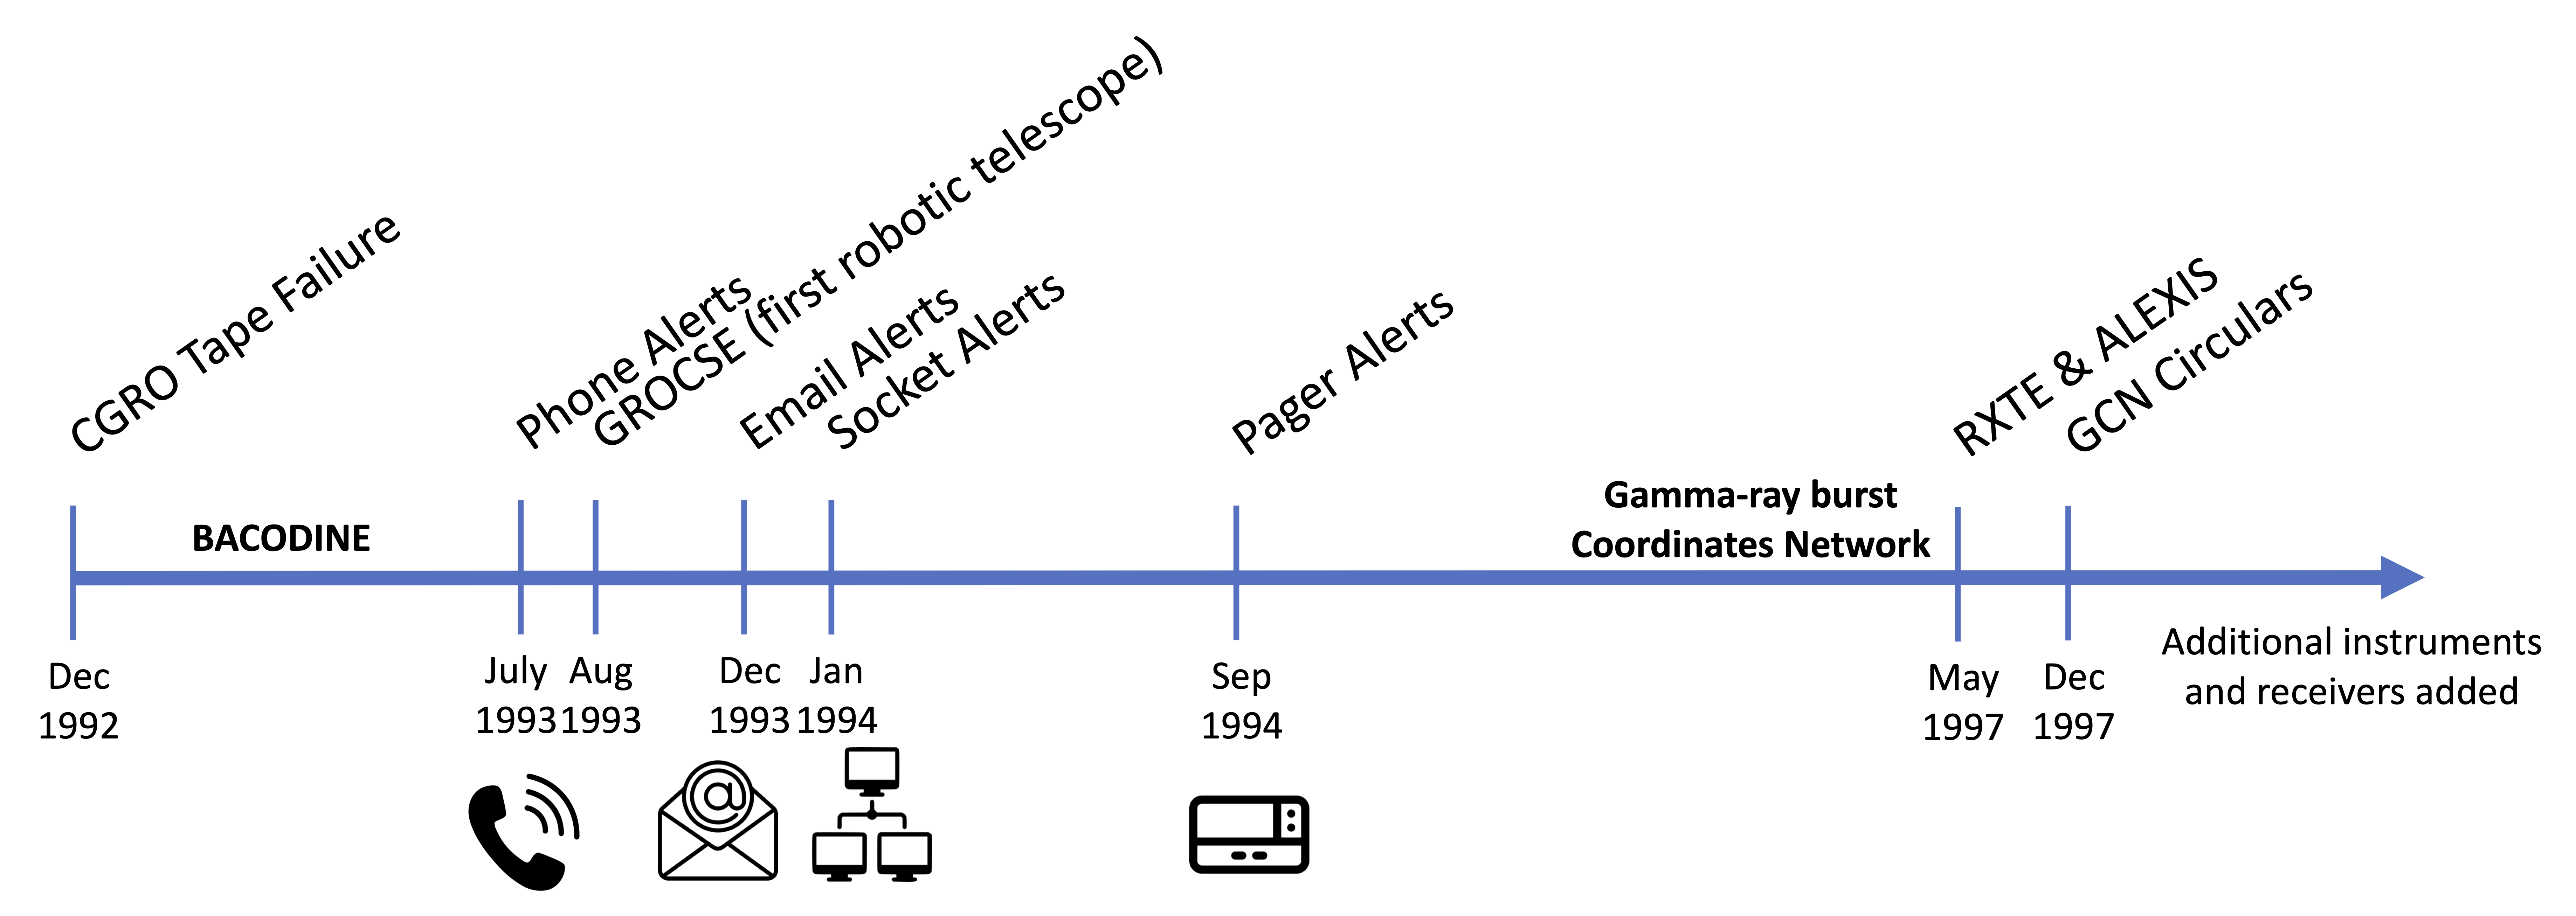 CGRO Tape Failure
Phone Alerts
GROCSE (first robotic telescope)
Email Alerts
Socket Alerts
Pager Alerts
RXTE & ALEXIS
GCN Circulars
BACODINE
Gamma-ray burst
Coordinates Network
Dec
1992
July
1993
Aug
1993
Dec
1993
Jan
1994
Sep
1994
May
1997
Dec
1997
Additional instruments
and receivers added
@